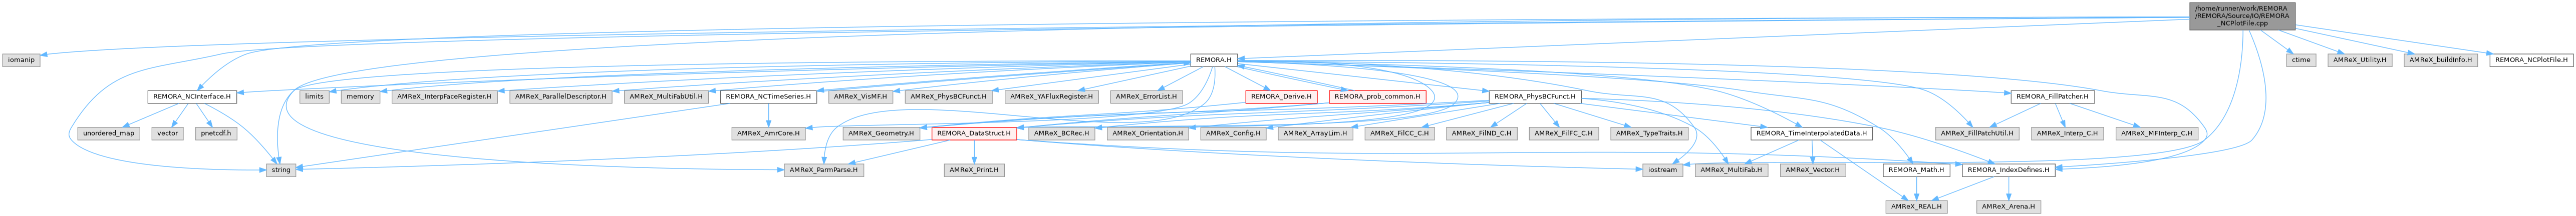 /home/runner/work/REMORA
/REMORA/Source/IO/REMORA
_NCPlotFile.cpp
iomanip
REMORA.H
ctime
AMReX_Utility.H
AMReX_buildInfo.H
REMORA_NCPlotFile.H
REMORA_NCInterface.H
limits
memory
AMReX_InterpFaceRegister.H
AMReX_ParallelDescriptor.H
AMReX_MultiFabUtil.H
REMORA_NCTimeSeries.H
AMReX_VisMF.H
AMReX_PhysBCFunct.H
AMReX_YAFluxRegister.H
AMReX_ErrorList.H
REMORA_Derive.H
REMORA_prob_common.H
REMORA_PhysBCFunct.H
REMORA_FillPatcher.H
unordered_map
vector
pnetcdf.h
AMReX_AmrCore.H
AMReX_Geometry.H
REMORA_DataStruct.H
AMReX_BCRec.H
AMReX_Orientation.H
AMReX_Config.H
AMReX_ArrayLim.H
AMReX_FilCC_C.H
AMReX_FilND_C.H
AMReX_FilFC_C.H
AMReX_TypeTraits.H
REMORA_TimeInterpolatedData.H
AMReX_FillPatchUtil.H
AMReX_Interp_C.H
AMReX_MFInterp_C.H
string
AMReX_ParmParse.H
AMReX_Print.H
iostream
AMReX_MultiFab.H
AMReX_Vector.H
REMORA_Math.H
REMORA_IndexDefines.H
AMReX_REAL.H
AMReX_Arena.H